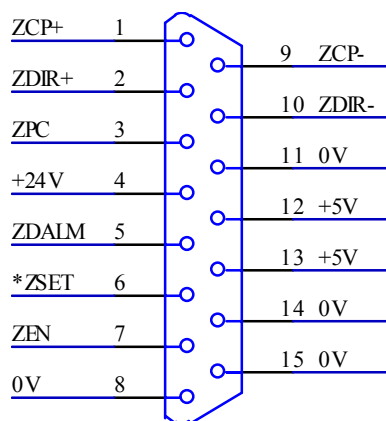 ZCP+ 1
9 ZCP-
ZDIR+ 2
10 ZDIR-
ZPC 3
11 0V
+24V 4
12 +5V
ZDALM 5
13 +5V
*ZSET 6
14 0V
ZEN 7
15 0V
0V 8